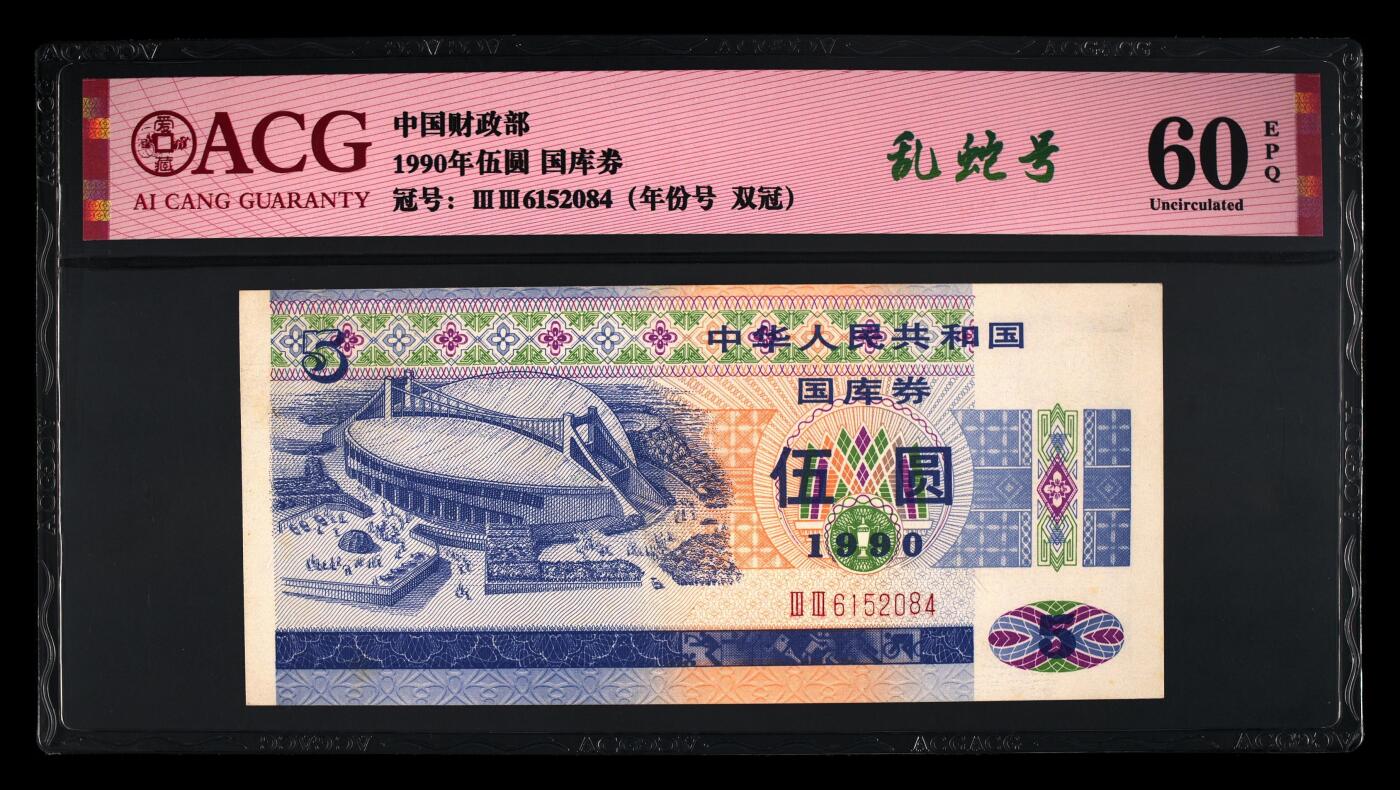 ACG
AI CANG GUARANTY
中国财政部
1990年伍圆 国库券
冠号：ⅢⅢ6152084（年份号 双冠）
乱蛇号
60
EPQ
Uncirculated
5
中华人民共和国
国库券
伍圆
1990
ⅢⅢ6152084
5